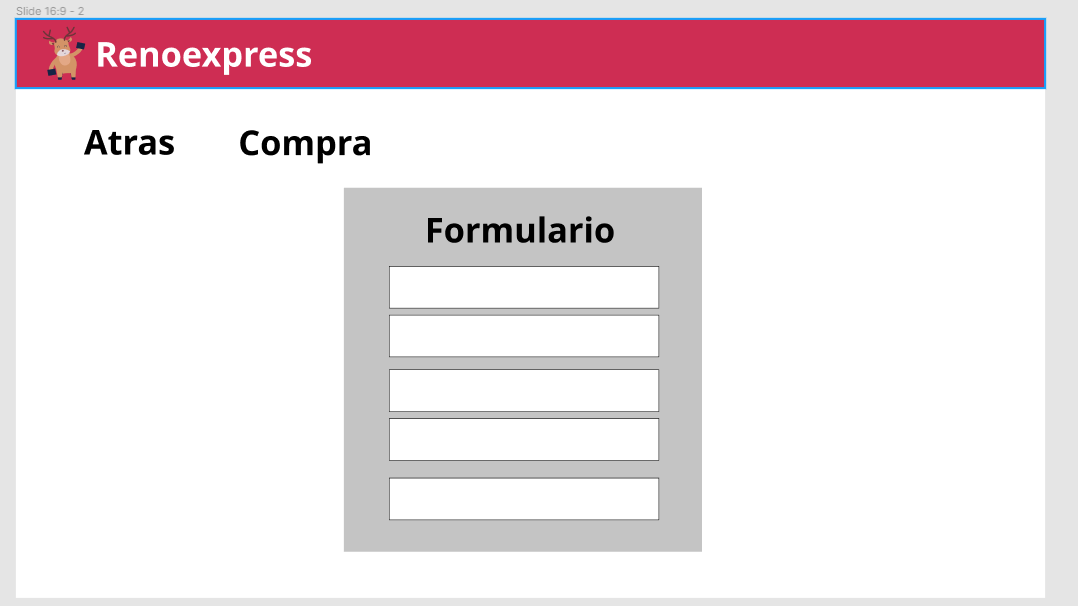 Slide 16:9 - 2
Renoexpress
Atras Compra
Formulario